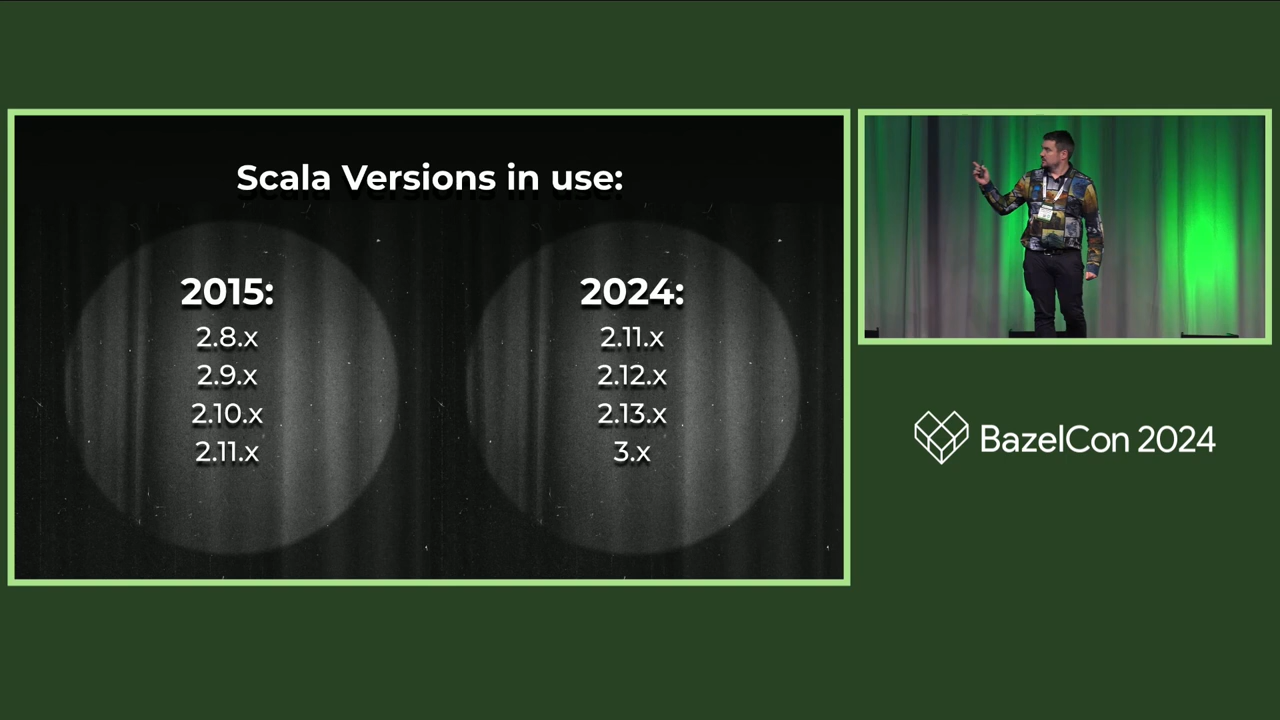 Scala Versions in use:
2015:
2.8.x
2.9.x
2.10.x
2.11.x
2024:
2.11.x
2.12.x
2.13.x
3.x
BazelCon 2024